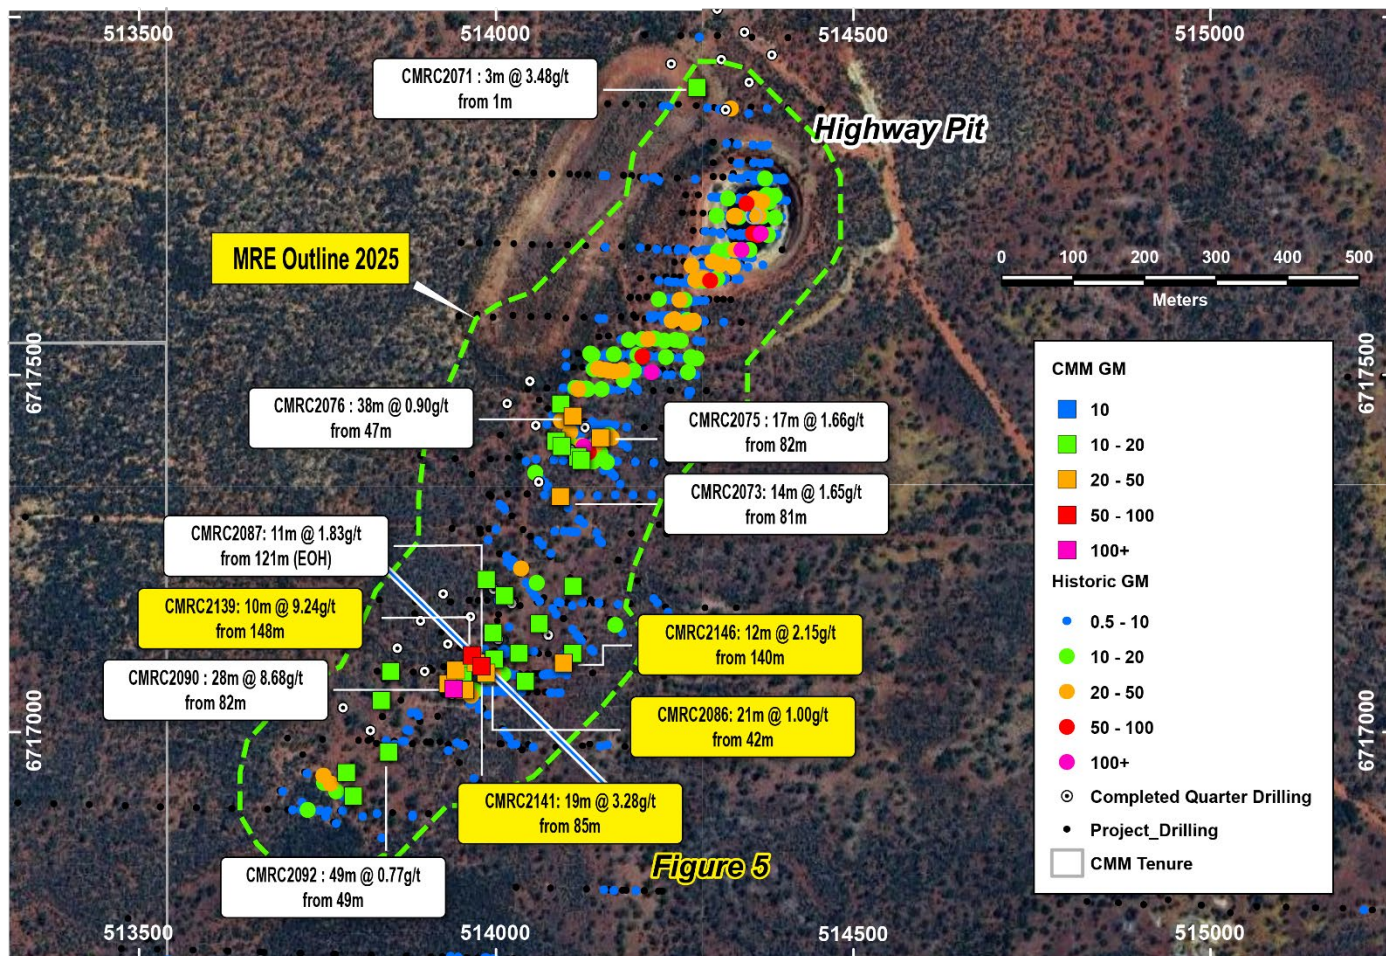 513500
514000
514500
515000
CMRC2071 : 3m @ 3.48g/t
from 1m
Highway Pit
MRE Outline 2025
0 100 200 300 400 500
Meters
6717500
6717500
CMM GM
10
10 - 20
20 - 50
50 - 100
100+
Historic GM
0.5 - 10
10 - 20
20 - 50
50 - 100
100+
Completed Quarter Drilling
Project_Drilling
CMM Tenure
CMRC2076 : 38m @ 0.90g/t
from 47m
CMRC2075 : 17m @ 1.66g/t
from 82m
CMRC2073: 14m @ 1.65g/t
from 81m
CMRC2087: 11m @ 1.83g/t
from 121m (EOH)
CMRC2139: 10m @ 9.24g/t
from 148m
CMRC2146: 12m @ 2.15g/t
from 140m
CMRC2090 : 28m @ 8.68g/t
from 82m
CMRC2086: 21m @ 1.00g/t
from 42m
6717000
6717000
CMRC2141: 19m @ 3.28g/t
from 85m
CMRC2092 : 49m @ 0.77g/t
from 49m
Figure 5
513500
514000
514500
515000